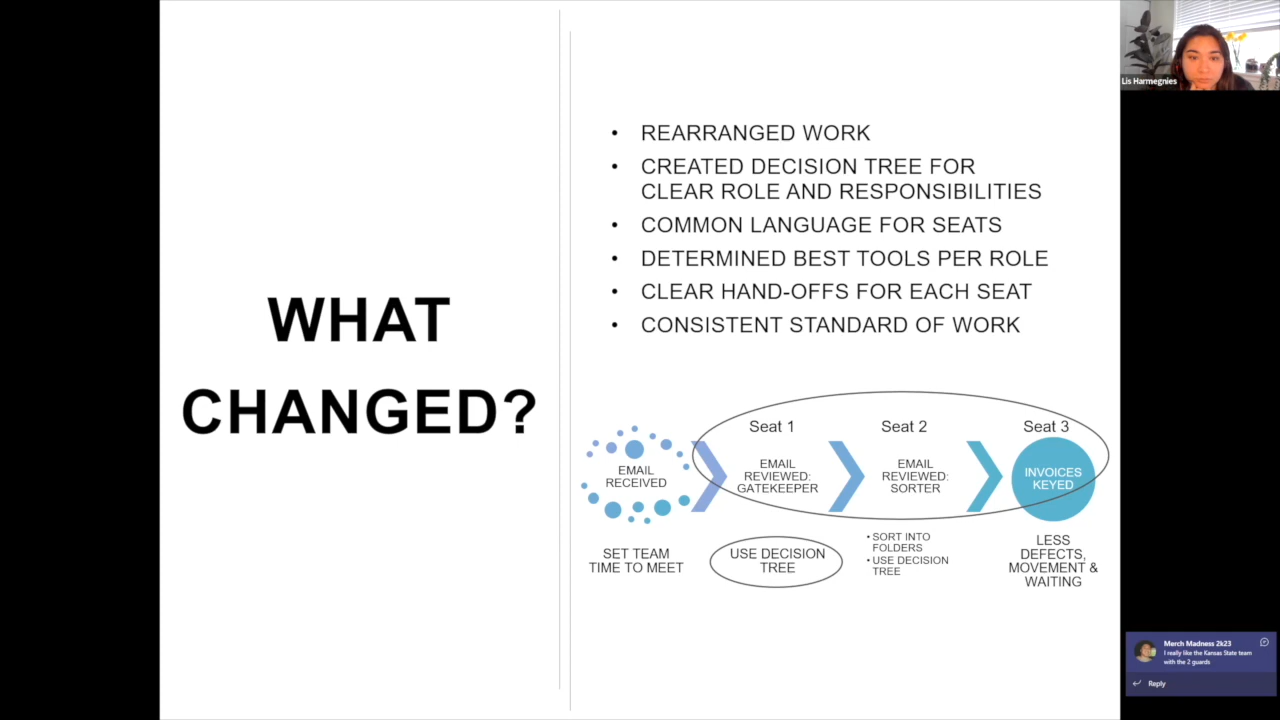 WHAT
CHANGED?
• REARRANGED WORK
• CREATED DECISION TREE FOR
CLEAR ROLE AND RESPONSIBILITIES
• COMMON LANGUAGE FOR SEATS
• DETERMINED BEST TOOLS PER ROLE
• CLEAR HAND-OFFS FOR EACH SEAT
• CONSISTENT STANDARD OF WORK
EMAIL
RECEIVED
SET TEAM
TIME TO MEET
Seat 1
EMAIL
REVIEWED:
GATEKEEPER
USE DECISION
TREE
Seat 2
EMAIL
REVIEWED:
SORTER
• SORT INTO
FOLDERS
• USE DECISION
TREE
Seat 3
INVOICES
KEYED
LESS
DEFECTS,
MOVEMENT &
WAITING
Lis Harmegnies
Merch Madness 2k23
I really like the Kansas State team
with the 2 guards
Reply